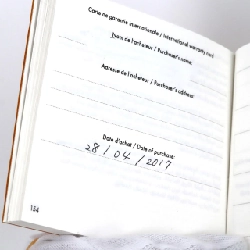 Carte de garantie internationale / International warranty card
Nom de l'acheteur / Purchaser's name:
Adresse de l'acheteur / Purchaser's address:
Date d'achat / Date of purchase:
28 / 04 / 2017
134